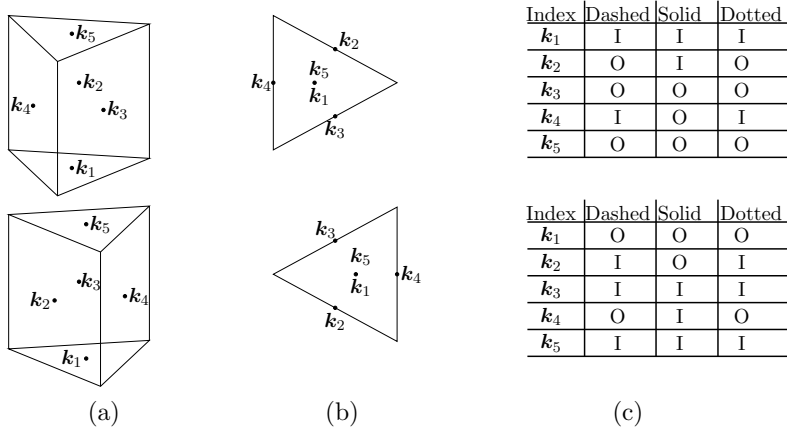 k5
k2
k4
k3
k1
k2
k5
k4
k1
k3
Index Dashed Solid Dotted
k1 I I I
k2 O I O
k3 O O O
k4 I O I
k5 O O O
k5
k3
k2
k4
k1
k3
k5
k4
k1
k2
Index Dashed Solid Dotted
k1 O O O
k2 I O I
k3 I I I
k4 O I O
k5 I I I
(a) (b) (c)